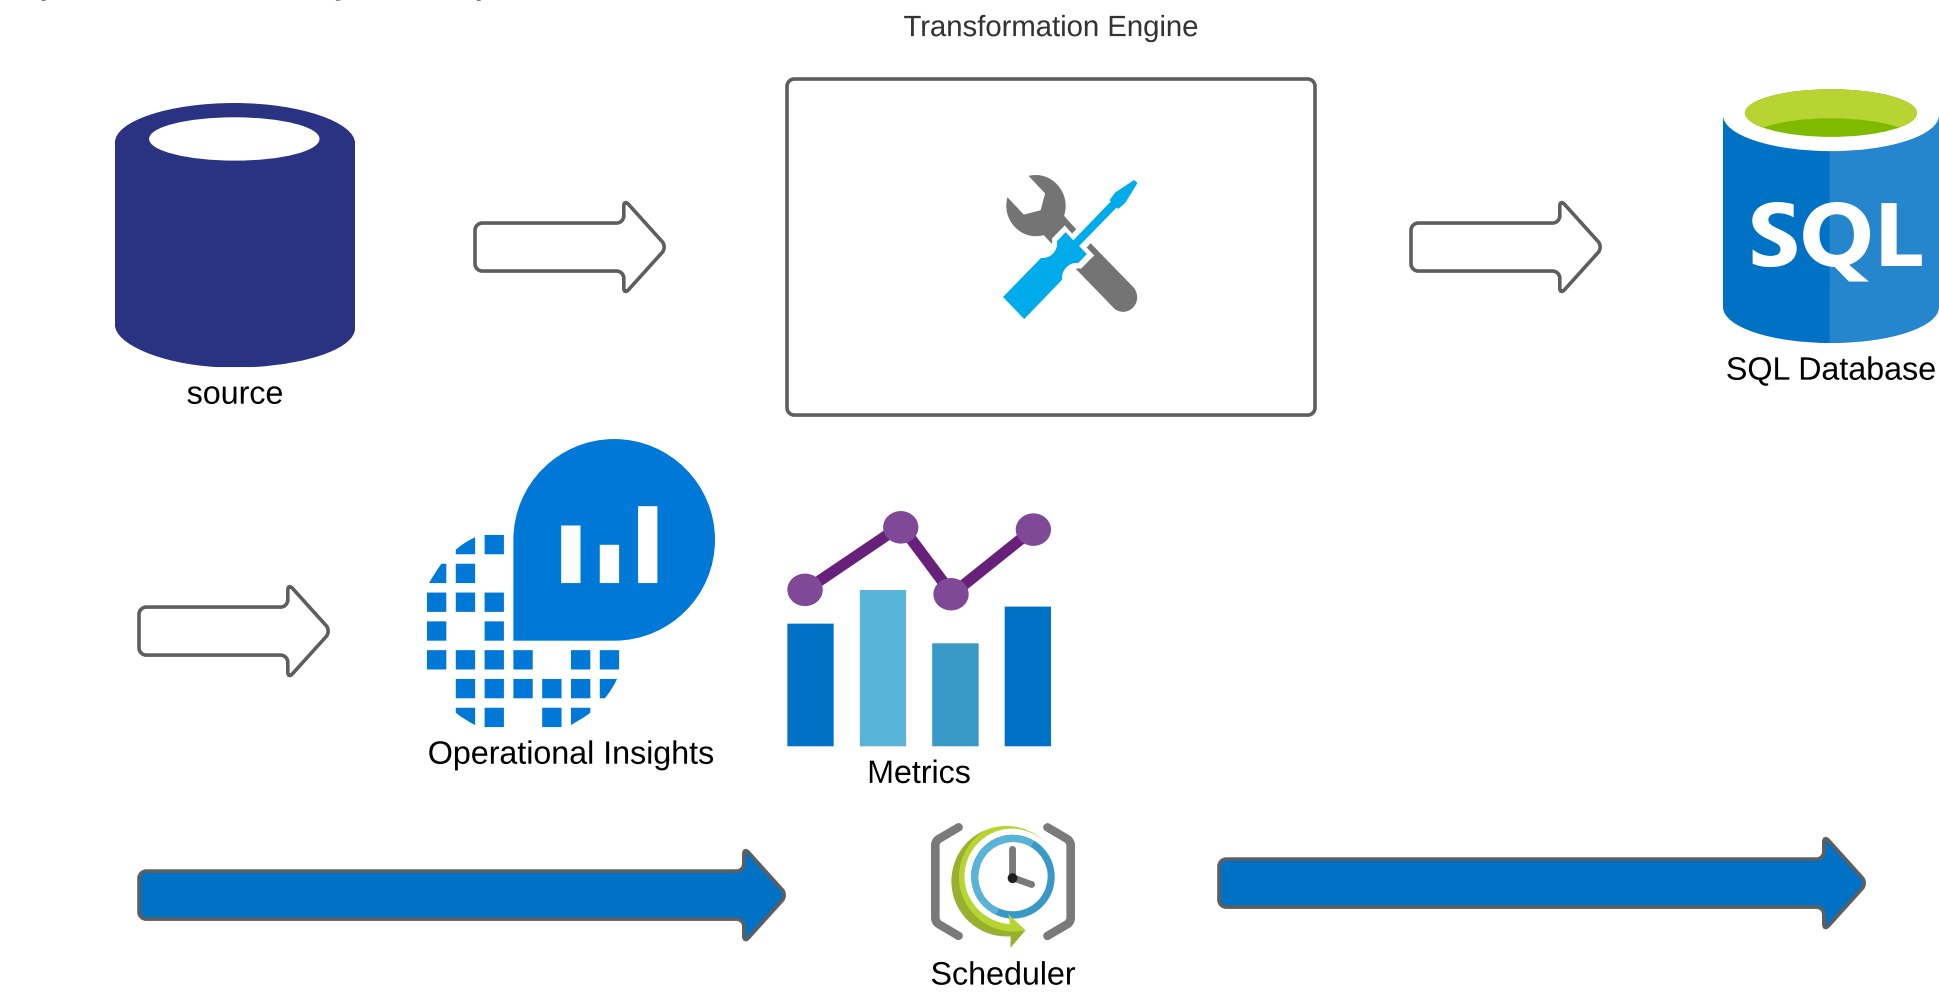 Transformation Engine
SQL
source
SQL Database
Operational Insights
Metrics
Scheduler